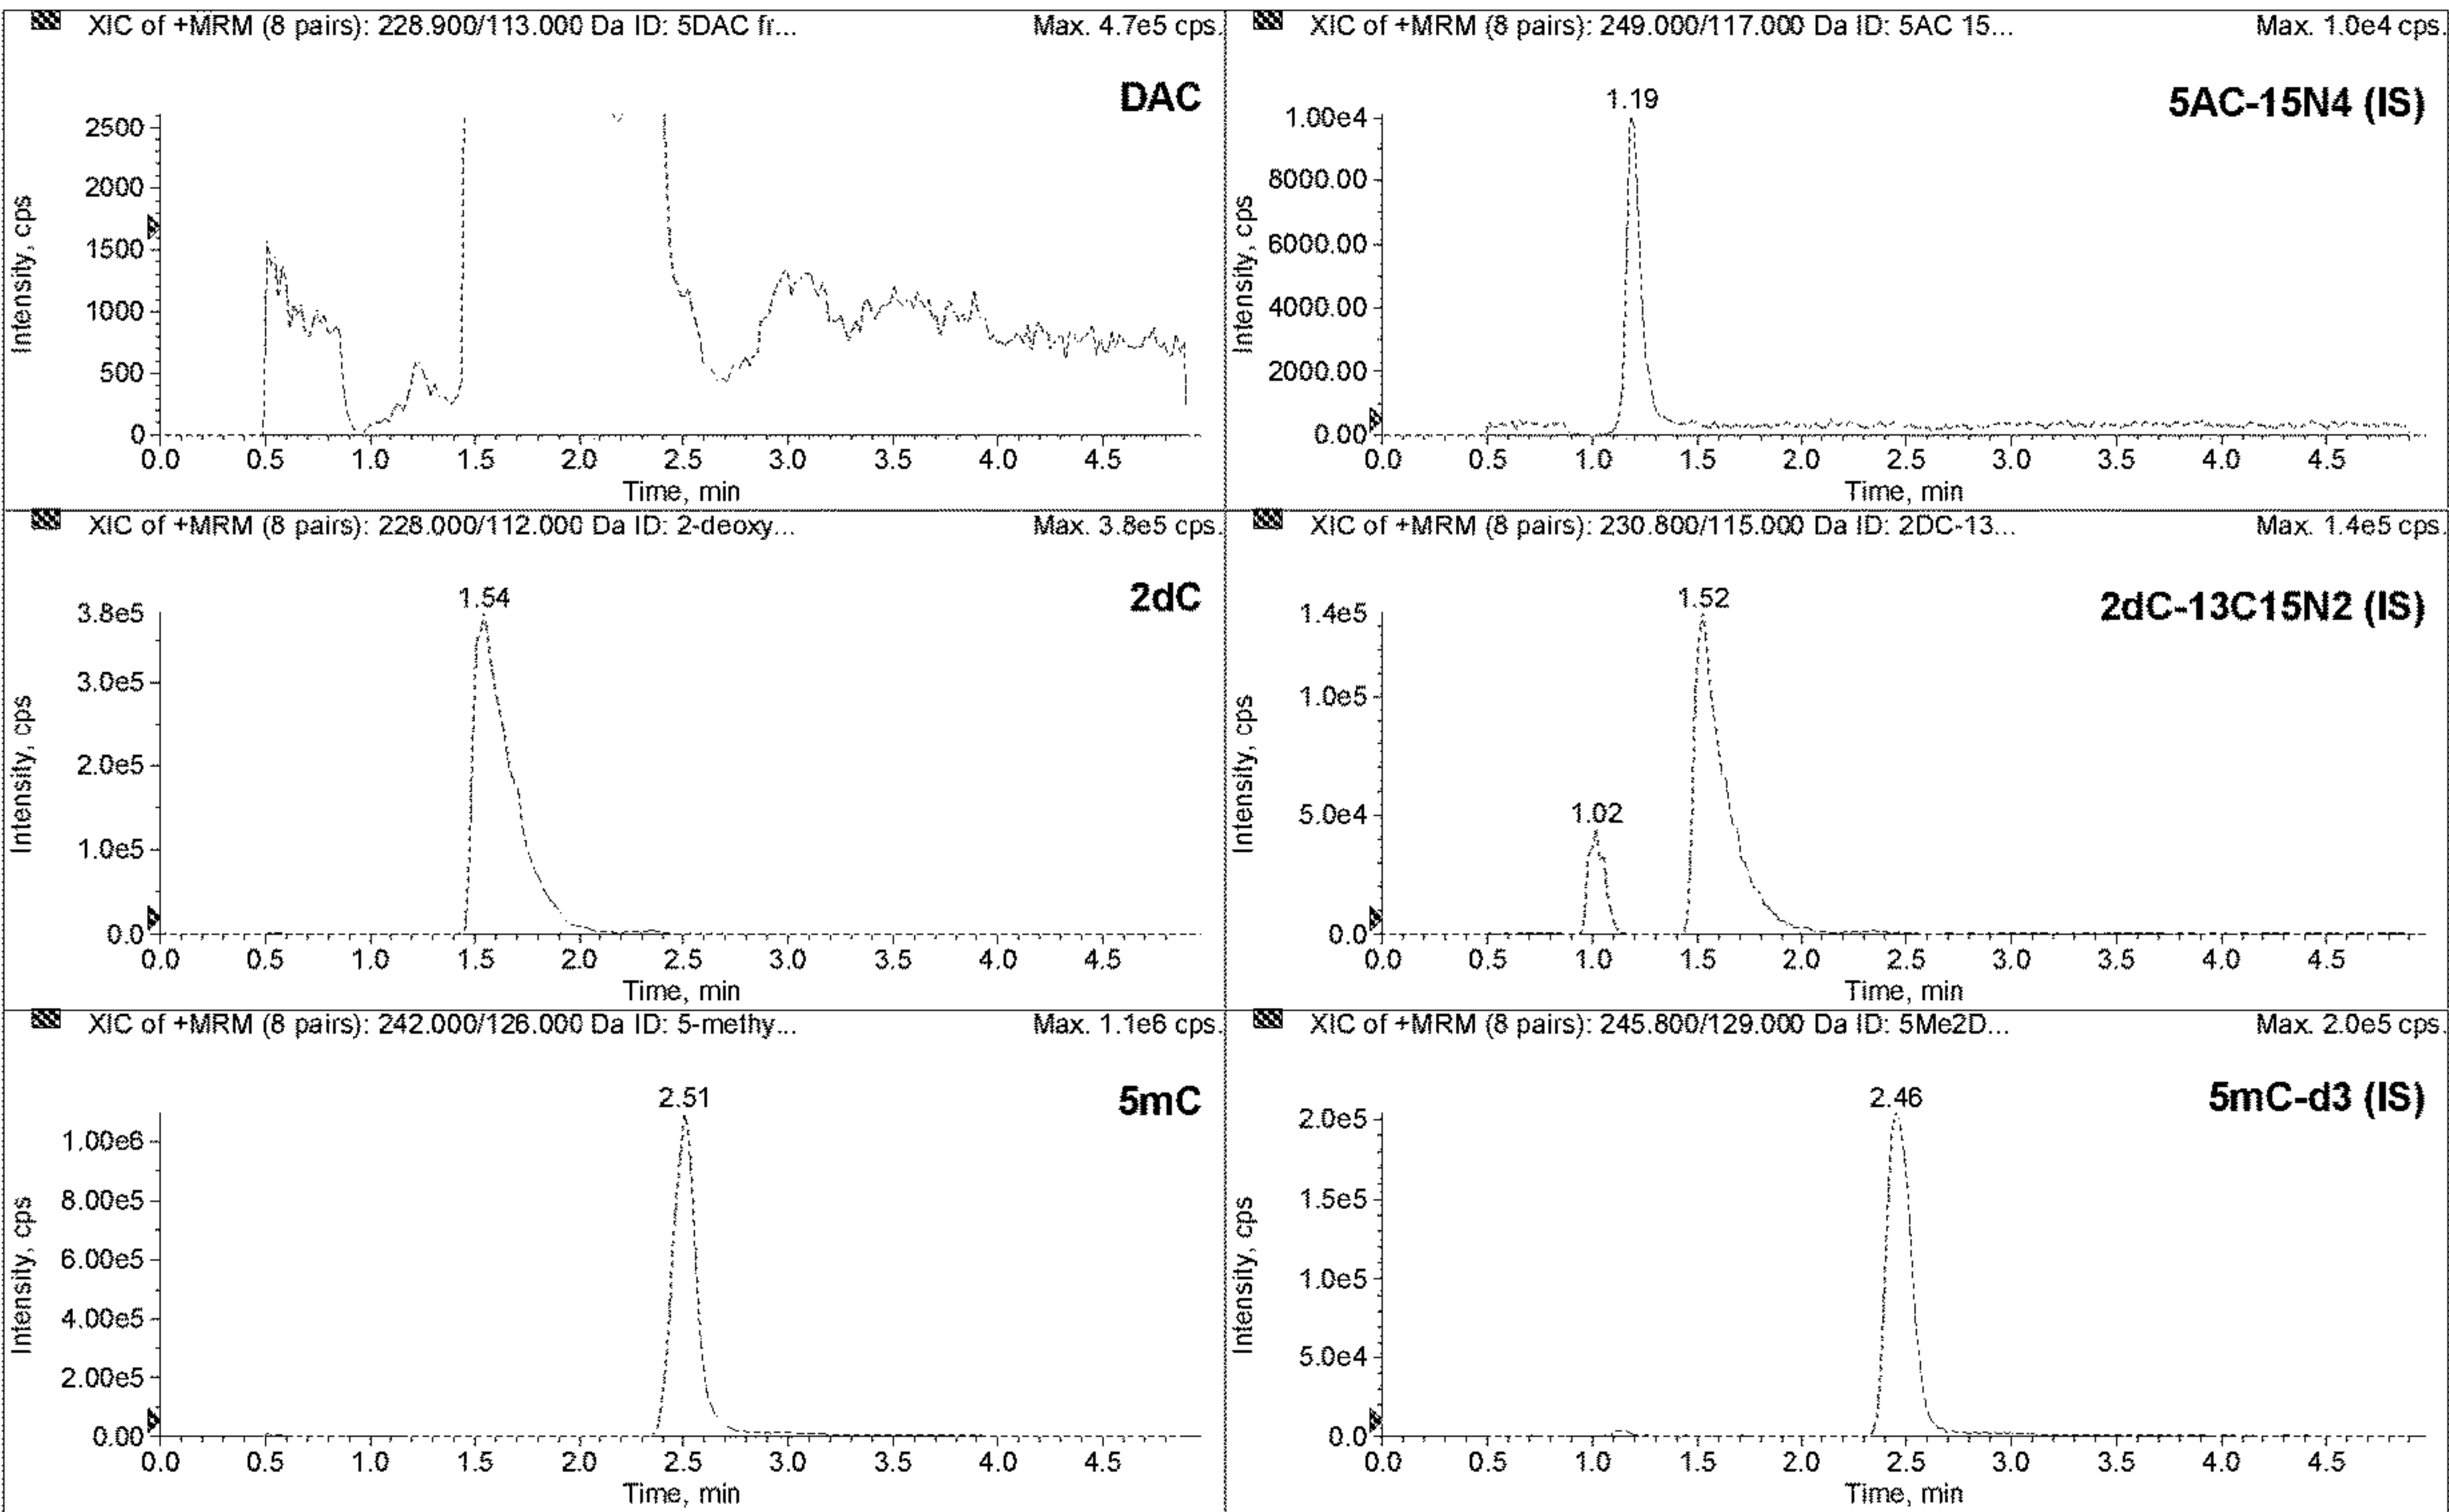 XIC of +MRM (8 pairs): 228.900/113.000 Da ID: 5DAC fr... Max. 4.7e5 cps.
DAC
2500
2000
1500
1000
500
0
Intensity, cps
0.0 0.5 1.0 1.5 2.0 2.5 3.0 3.5 4.0 4.5
Time, min
XIC of +MRM (8 pairs): 249.000/117.000 Da ID: 5AC 15... Max. 1.0e4 cps.
5AC-15N4 (IS)
1.19
1.00e4
8000.00
6000.00
4000.00
2000.00
0.00
Intensity, cps
0.0 0.5 1.0 1.5 2.0 2.5 3.0 3.5 4.0 4.5
Time, min
XIC of +MRM (8 pairs): 228.000/112.000 Da ID: 2-deoxy... Max. 3.8e5 cps.
2dC
1.54
3.8e5
3.0e5
2.0e5
1.0e5
0.0
Intensity, cps
0.0 0.5 1.0 1.5 2.0 2.5 3.0 3.5 4.0 4.5
Time, min
XIC of +MRM (8 pairs): 230.800/115.000 Da ID: 2DC-13... Max. 1.4e5 cps.
2dC-13C15N2 (IS)
1.52
1.4e5
1.0e5
1.02
5.0e4
0.0
Intensity, cps
0.0 0.5 1.0 1.5 2.0 2.5 3.0 3.5 4.0 4.5
Time, min
XIC of +MRM (8 pairs): 242.000/126.000 Da ID: 5-methy... Max. 1.1e6 cps.
5mC
2.51
1.00e6
8.00e5
6.00e5
4.00e5
2.00e5
0.00
Intensity, cps
0.0 0.5 1.0 1.5 2.0 2.5 3.0 3.5 4.0 4.5
Time, min
XIC of +MRM (8 pairs): 245.800/129.000 Da ID: 5Me2D... Max. 2.0e5 cps.
5mC-d3 (IS)
2.46
2.0e5
1.5e5
1.0e5
5.0e4
0.0
Intensity, cps
0.0 0.5 1.0 1.5 2.0 2.5 3.0 3.5 4.0 4.5
Time, min